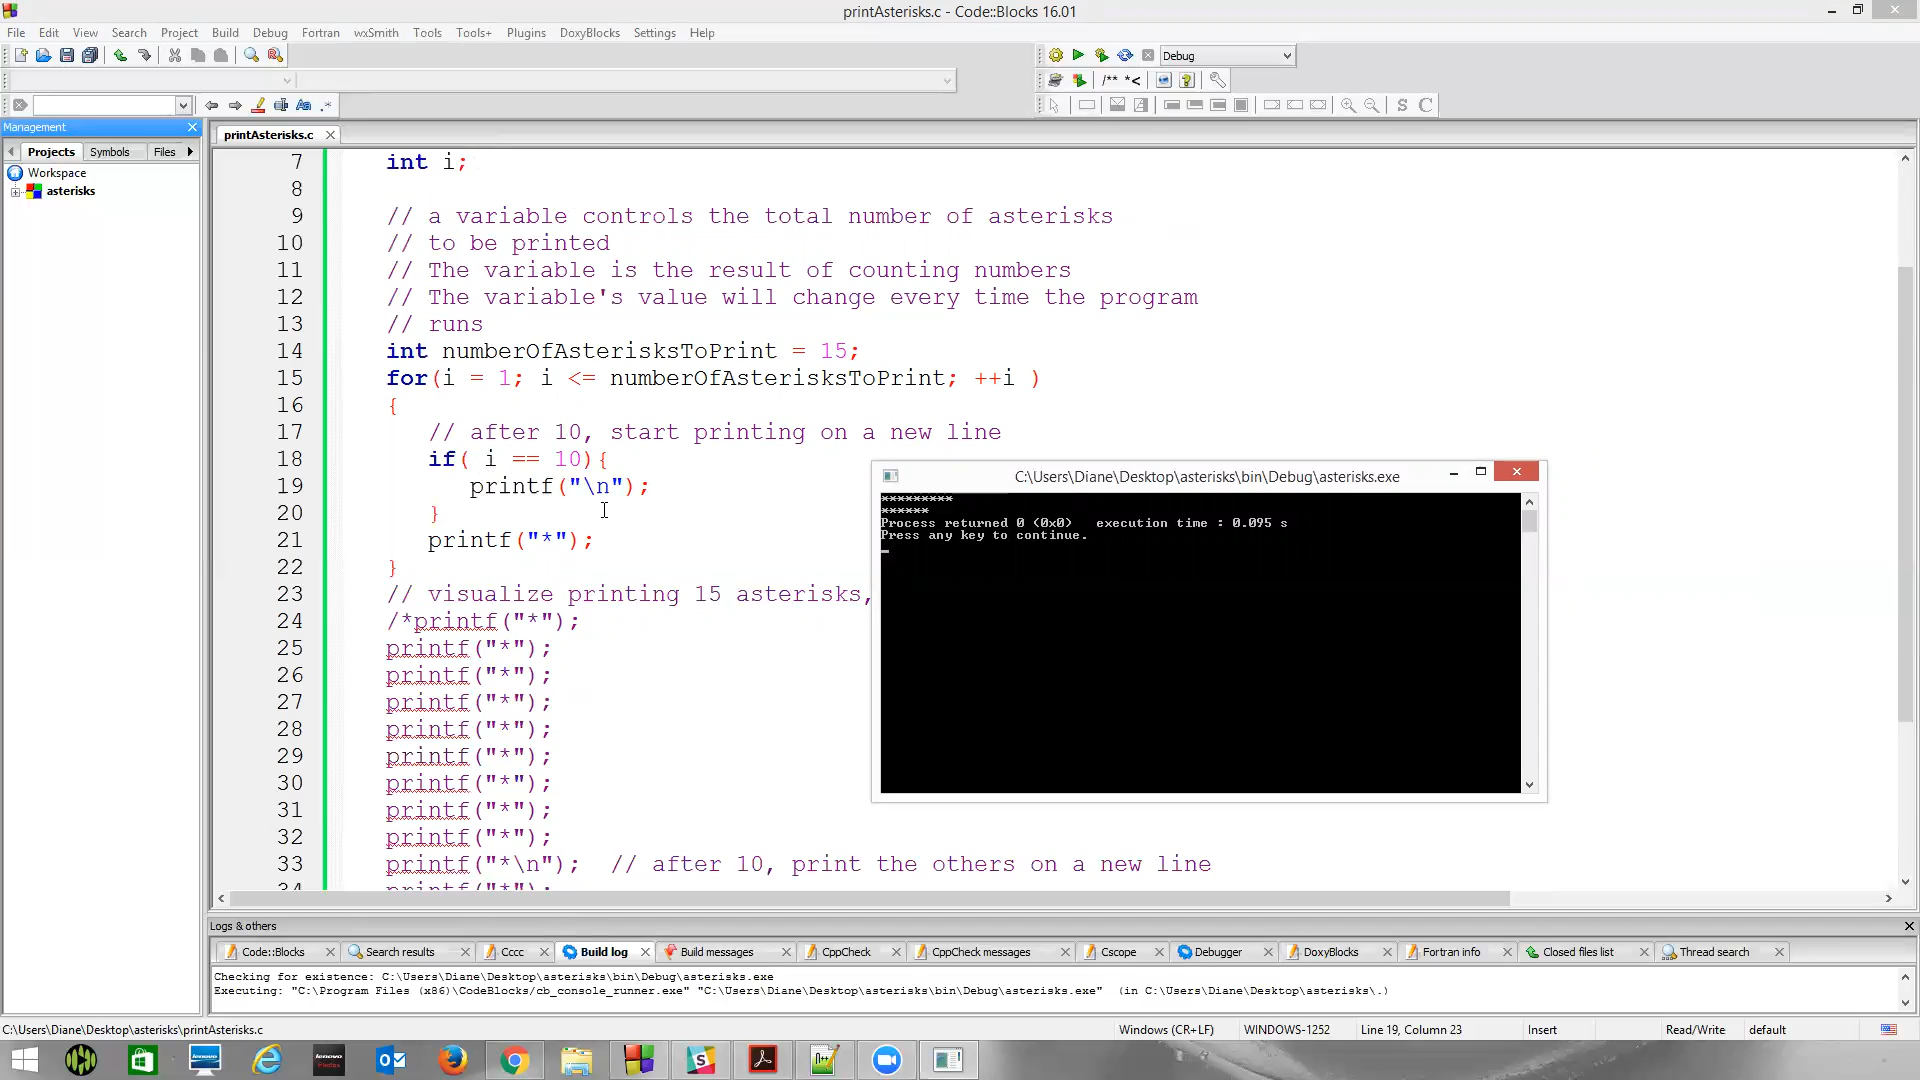 printAsterisks.c - Code::Blocks 16.01
File Edit View Search Project Build Debug Fortran wxSmith Tools Tools+ Plugins DoxyBlocks Settings Help
Debug
/** *<
S C
Management
printAsterisks.c
Projects Symbols Files
Workspace
asterisks
7 int i;
8
9 // a variable controls the total number of asterisks
10 // to be printed
11 // The variable is the result of counting numbers
12 // The variable's value will change every time the program
13 // runs
14 int numberOfAsterisksToPrint = 15;
15 for(i = 1; i <= numberOfAsterisksToPrint; ++i )
16 {
17 // after 10, start printing on a new line
18 if( i == 10){
19 printf("\n");
20 }
21 printf("*");
22 }
23 // visualize printing 15 asterisks,
24 /*printf("*");
25 printf("*");
26 printf("*");
27 printf("*");
28 printf("*");
29 printf("*");
30 printf("*");
31 printf("*");
32 printf("*");
33 printf("*\n"); // after 10, print the others on a new line
34 printf("*");
C:\Users\Diane\Desktop\asterisks\bin\Debug\asterisks.exe
*********
******
Process returned 0 (0x0) execution time : 0.095 s
Press any key to continue.
Logs & others
Code::Blocks Search results Cccc Build log Build messages CppCheck CppCheck messages Cscope Debugger DoxyBlocks Fortran info Closed files list Thread search
Checking for existence: C:\Users\Diane\Desktop\asterisks\bin\Debug\asterisks.exe
Executing: "C:\Program Files (x86)\CodeBlocks/cb_console_runner.exe" "C:\Users\Diane\Desktop\asterisks\bin\Debug\asterisks.exe" (in C:\Users\Diane\Desktop\asterisks\.)
C:\Users\Diane\Desktop\asterisks\printAsterisks.c Windows (CR+LF) WINDOWS-1252 Line 19, Column 23 Insert Read/Write default